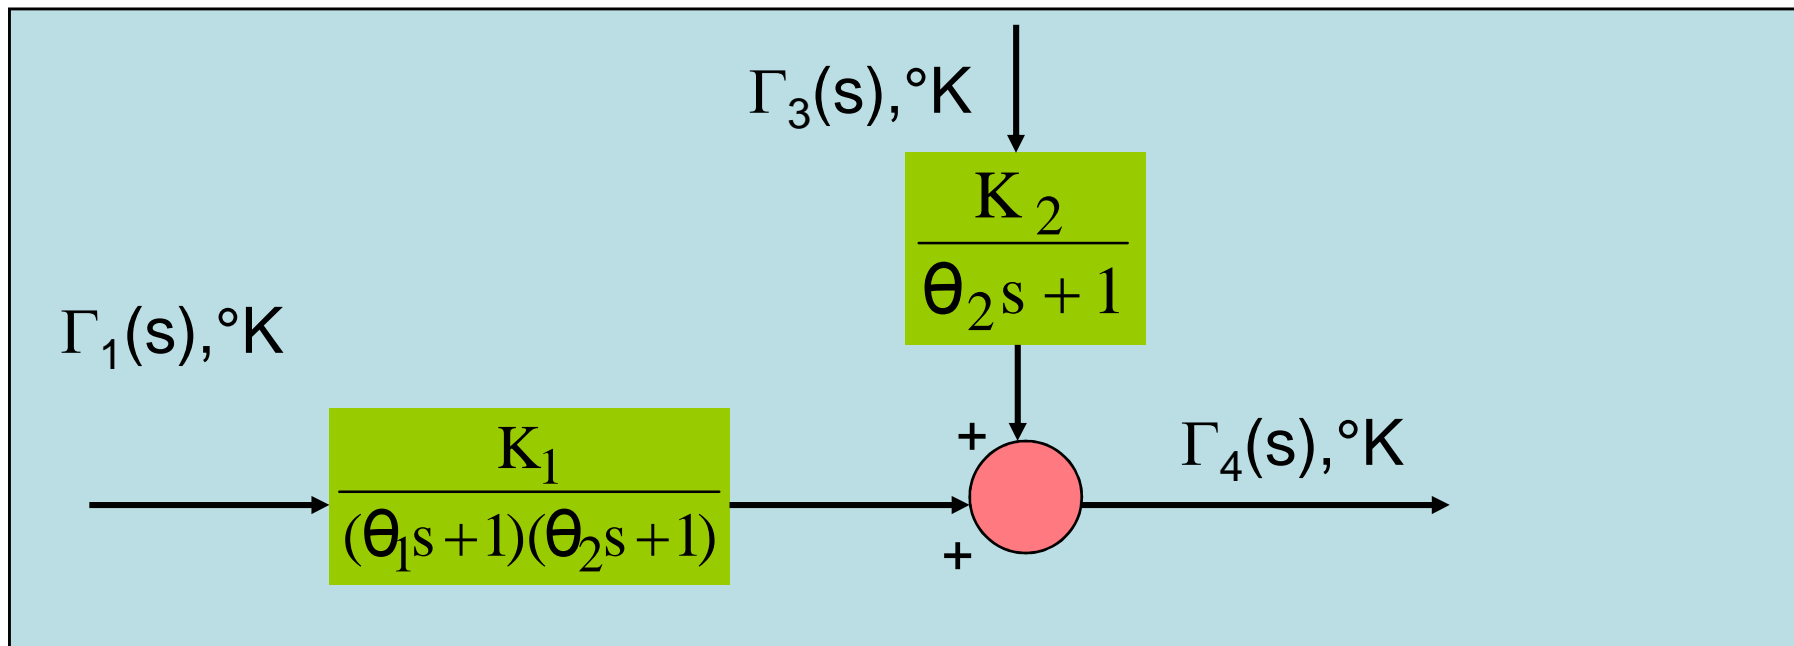 Γ₃(s),°K
K₂
θ₂s + 1
Γ₁(s),°K
K₁
(θ₁s + 1)(θ₂s + 1)
+
Γ₄(s),°K
+